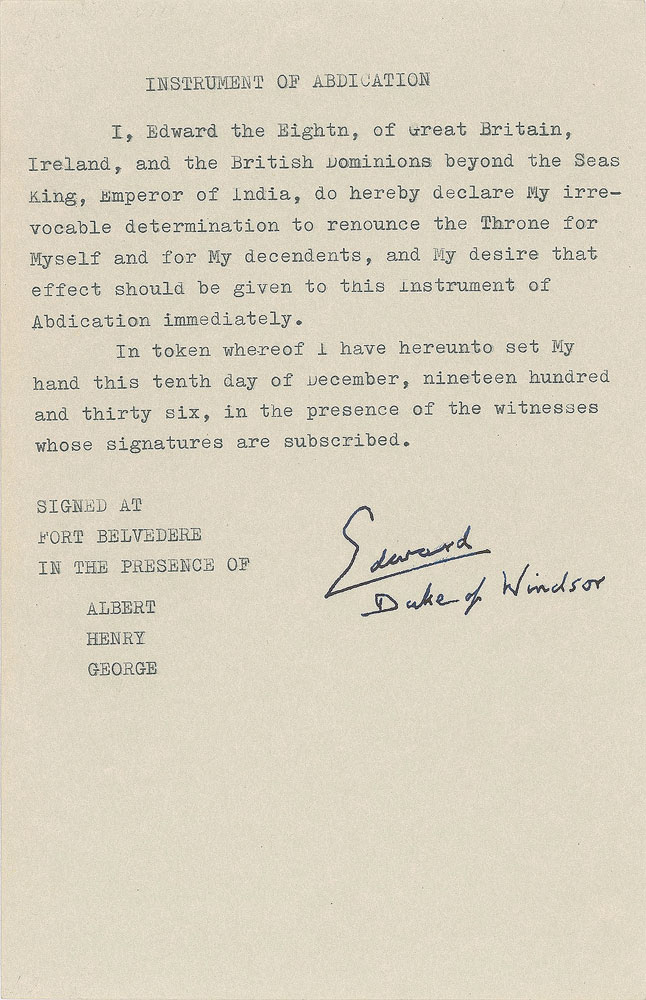 INSTRUMENT OF ABDICATION
I, Edward the Eightn, of Great Britain,
Ireland, and the British Dominions beyond the Seas
King, Emperor of India, do hereby declare My irre-
vocable determination to renounce the Throne for
Myself and for My decendents, and My desire that
effect should be given to this Instrument of
Abdication immediately.
In token whereof I have hereunto set My
hand this tenth day of December, nineteen hundred
and thirty six, in the presence of the witnesses
whose signatures are subscribed.
SIGNED AT
FORT BELVEDERE
IN THE PRESENCE OF
ALBERT
HENRY
GEORGE
Edward
Duke of Windsor